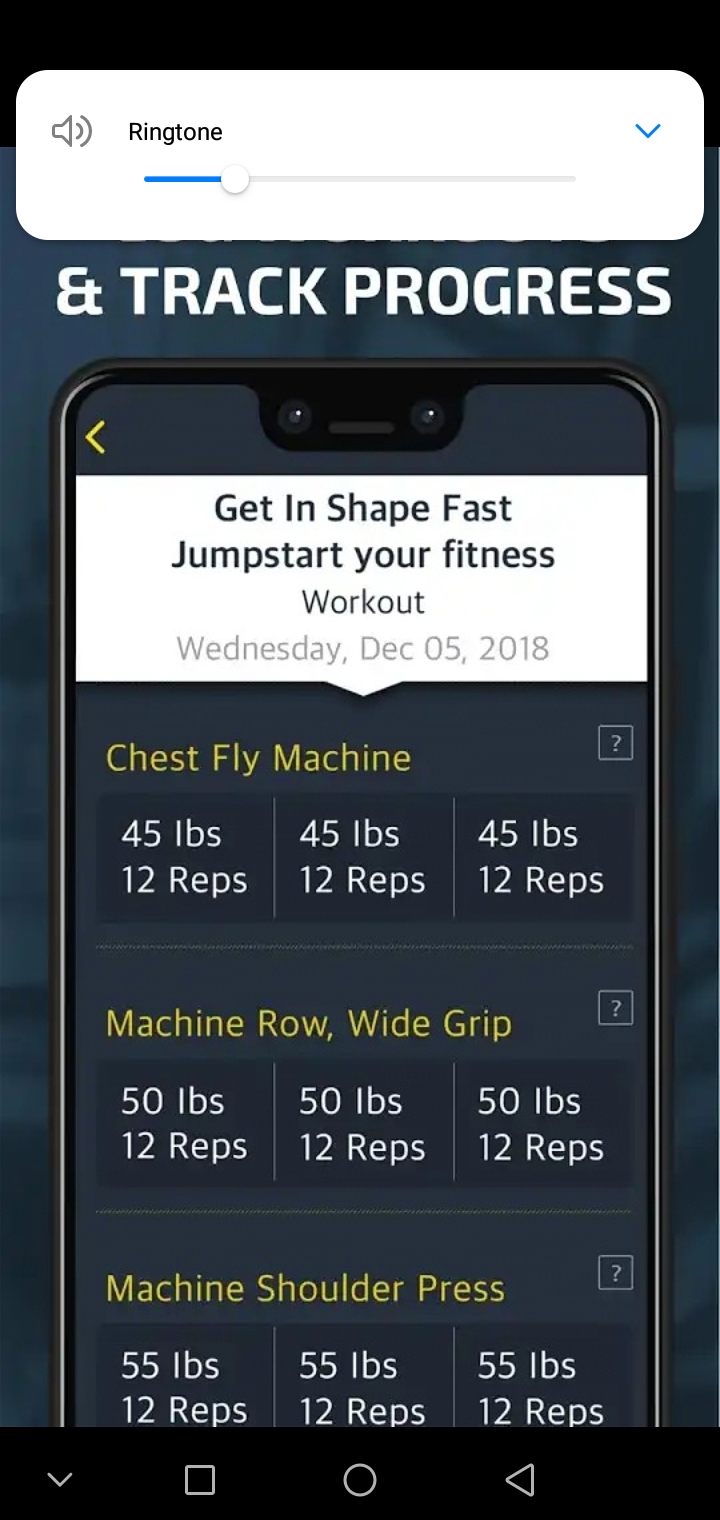 Ringtone
& TRACK PROGRESS
Get In Shape Fast
Jumpstart your fitness
Workout
Wednesday, Dec 05, 2018
?
Chest Fly Machine
45 lbs 45 lbs 45 lbs
12 Reps 12 Reps 12 Reps
?
Machine Row, Wide Grip
50 lbs 50 lbs 50 lbs
12 Reps 12 Reps 12 Reps
?
Machine Shoulder Press
55 lbs 55 lbs 55 lbs
12 Reps 12 Reps 12 Reps